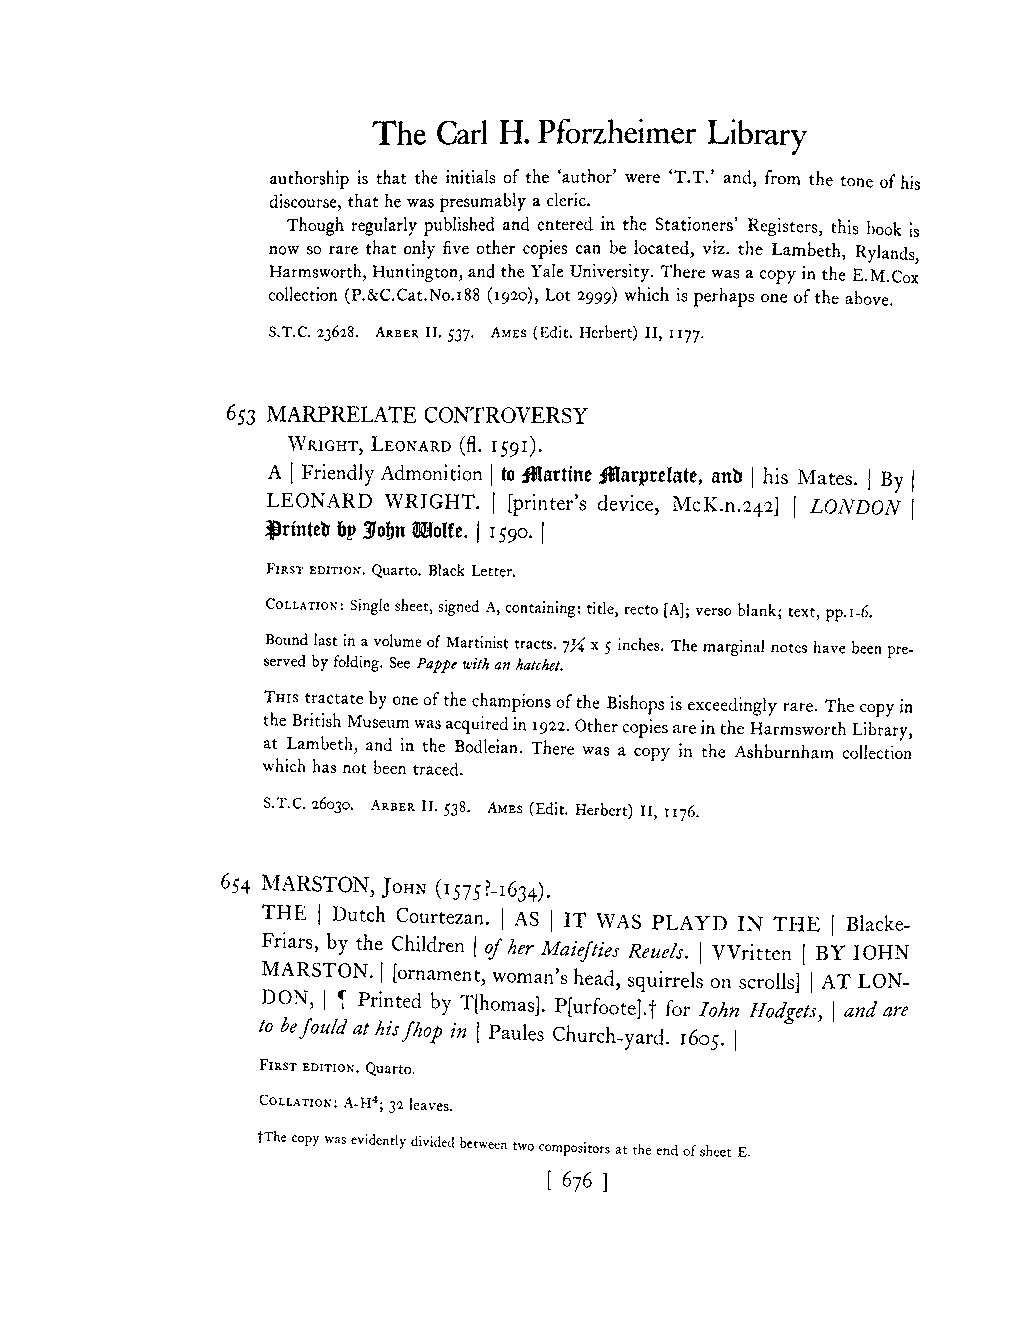 The Carl H. Pforzheimer Library
authorship is that the initials of the ‘author’ were ‘T.T.’ and, from the tone of his
discourse, that he was presumably a cleric.
Though regularly published and entered in the Stationers’ Registers, this book is
now so rare that only five other copies can be located, viz. the Lambeth, Rylands,
Harmsworth, Huntington, and the Yale University. There was a copy in the E.M.Cox
collection (P.&C.Cat.No.188 (1920), Lot 2999) which is perhaps one of the above.
S.T.C. 23628. ARBER II. 537. AMES (Edit. Herbert) II, 1177.
653 MARPRELATE CONTROVERSY
WRIGHT, LEONARD (fl. 1591).
A | Friendly Admonition | to Martine Marprelate, and | his Mates. | By |
LEONARD WRIGHT. | [printer’s device, McK.n.242] | LONDON |
Printed by John Wolfe. | 1590. |
FIRST EDITION. Quarto. Black Letter.
COLLATION: Single sheet, signed A, containing: title, recto [A]; verso blank; text, pp.1-6.
Bound last in a volume of Martinist tracts. 7¼ x 5 inches. The marginal notes have been pre-
served by folding. See Pappe with an hatchet.
THIS tractate by one of the champions of the Bishops is exceedingly rare. The copy in
the British Museum was acquired in 1922. Other copies are in the Harmsworth Library,
at Lambeth, and in the Bodleian. There was a copy in the Ashburnham collection
which has not been traced.
S.T.C. 26030. ARBER II. 538. AMES (Edit. Herbert) II, 1176.
654 MARSTON, JOHN (1575?-1634).
THE | Dutch Courtezan. | AS | IT WAS PLAYD IN THE | Blacke-
Friars, by the Children | of her Maieſties Reuels. | VVritten | BY IOHN
MARSTON. | [ornament, woman’s head, squirrels on scrolls] | AT LON-
DON, | ¶ Printed by T[homas]. P[urfoote].† for Iohn Hodgets, | and are
to be ſould at his ſhop in | Paules Church-yard. 1605. |
FIRST EDITION. Quarto.
COLLATION: A-H⁴; 32 leaves.
†The copy was evidently divided between two compositors at the end of sheet E.
[ 676 ]